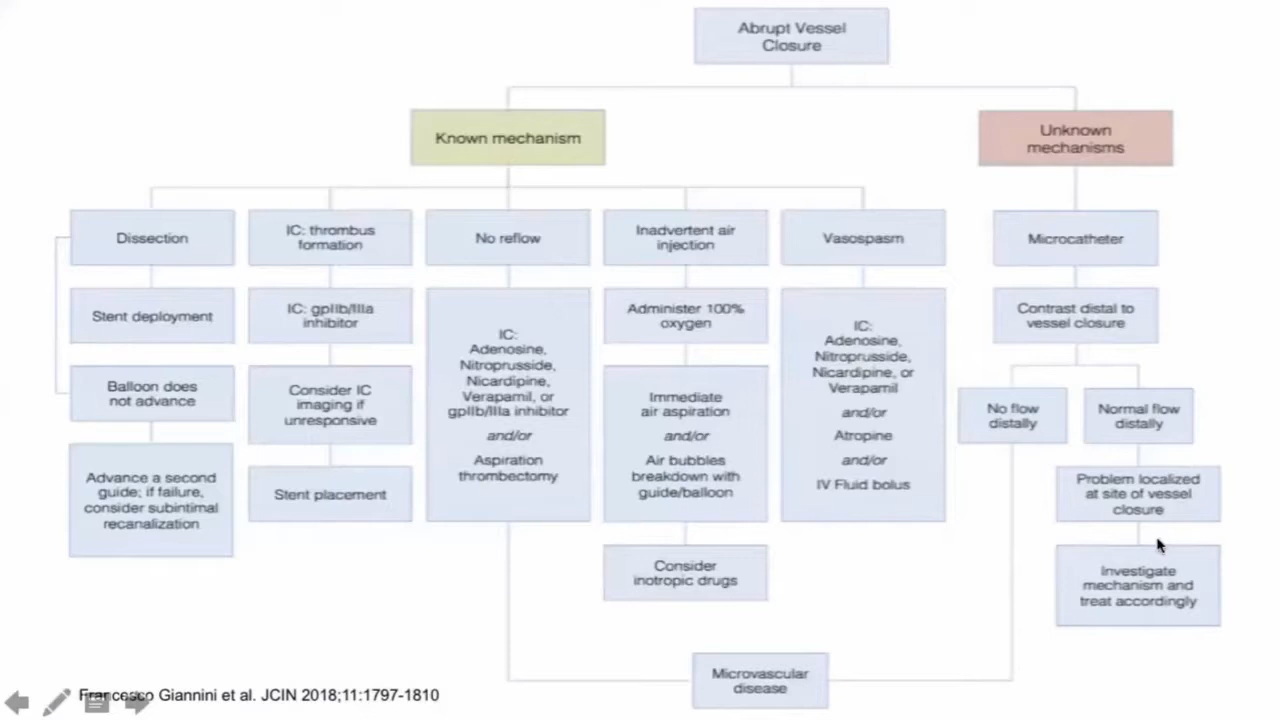 Abrupt Vessel
Closure
Known mechanism
Unknown
mechanisms
Dissection
IC: thrombus
formation
No reflow
Inadvertent air
injection
Vasospasm
Microcatheter
Stent deployment
IC: gpIIb/IIIa
inhibitor
IC:
Adenosine,
Nitroprusside,
Nicardipine,
Verapamil, or
gpIIb/IIIa inhibitor
and/or
Aspiration
thrombectomy
Administer 100%
oxygen
IC:
Adenosine,
Nitroprusside,
Nicardipine, or
Verapamil
and/or
Atropine
and/or
IV Fluid bolus
Contrast distal to
vessel closure
Balloon does
not advance
Consider IC
imaging if
unresponsive
Immediate
air aspiration
and/or
Air bubbles
breakdown with
guide/balloon
No flow
distally
Normal flow
distally
Advance a second
guide; if failure,
consider subintimal
recanalization
Stent placement
Problem localized
at site of vessel
closure
Consider
inotropic drugs
Investigate
mechanism and
treat accordingly
Microvascular
disease
Francesco Giannini et al. JCIN 2018;11:1797-1810